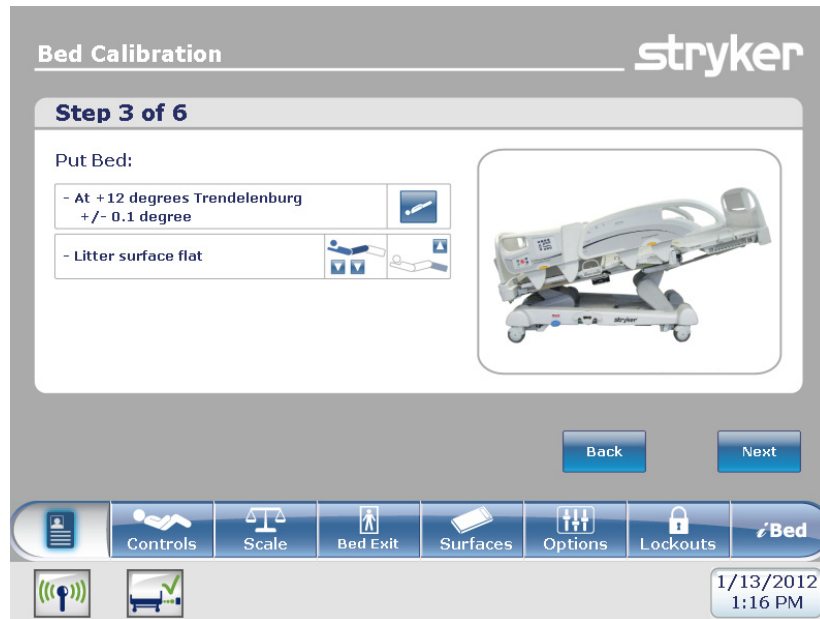 Bed Calibration
stryker
Step 3 of 6
Put Bed:
- At +12 degrees Trendelenburg
+/- 0.1 degree
- Litter surface flat
stryker
Back
Next
Controls
Scale
Bed Exit
Surfaces
Options
Lockouts
iBed
1/13/2012
1:16 PM